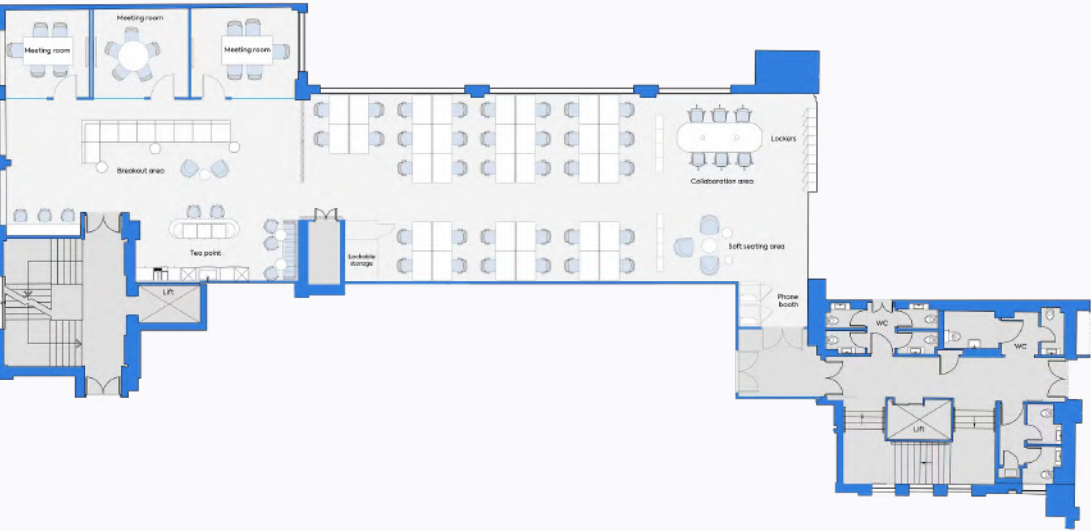 Meeting room
Meeting room
Meeting room
Breakout area
Lockers
Collaboration area
Tea point
Lockable
storage
Soft seating area
Lift
Phone
booth
WC
WC
Lift